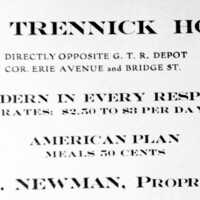 TRENNICK HO
DIRECTLY OPPOSITE G. T. R. DEPOT
COR. ERIE AVENUE AND BRIDGE ST.
DERN IN EVERY RESP
RATES: $2.50 TO $3 PER DAY
AMERICAN PLAN
MEALS 50 CENTS
. NEWMAN, PROPR